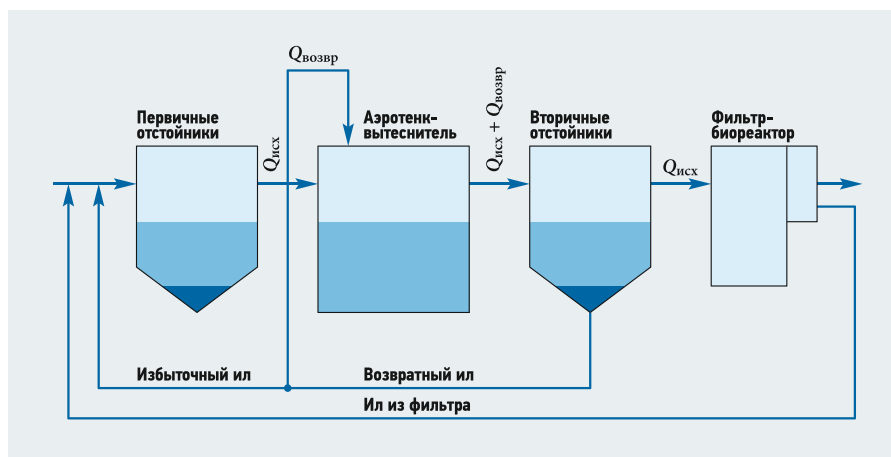 Qвозвр
Первичные
отстойники
Qисх
Аэротенк-
вытеснитель
Qисх + Qвозвр
Вторичные
отстойники
Qисх
Фильтр-
биореактор
Избыточный ил
Возвратный ил
Ил из фильтра